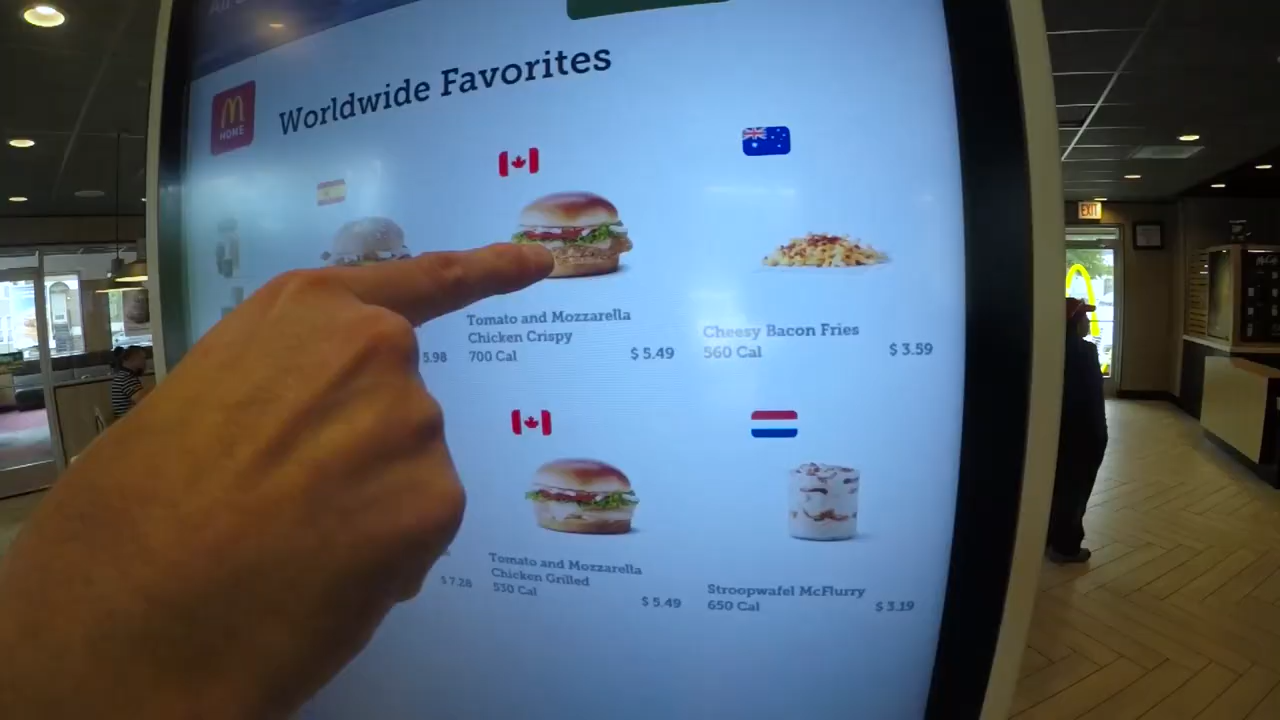 Worldwide Favorites
M
HOME
Tomato and Mozzarella
Chicken Crispy
700 Cal
$ 5.49
5.98
Cheesy Bacon Fries
560 Cal
$ 3.59
Tomato and Mozzarella
Chicken Grilled
530 Cal
$ 5.49
$ 7.28
Stroopwafel McFlurry
650 Cal
$ 3.19
EXIT